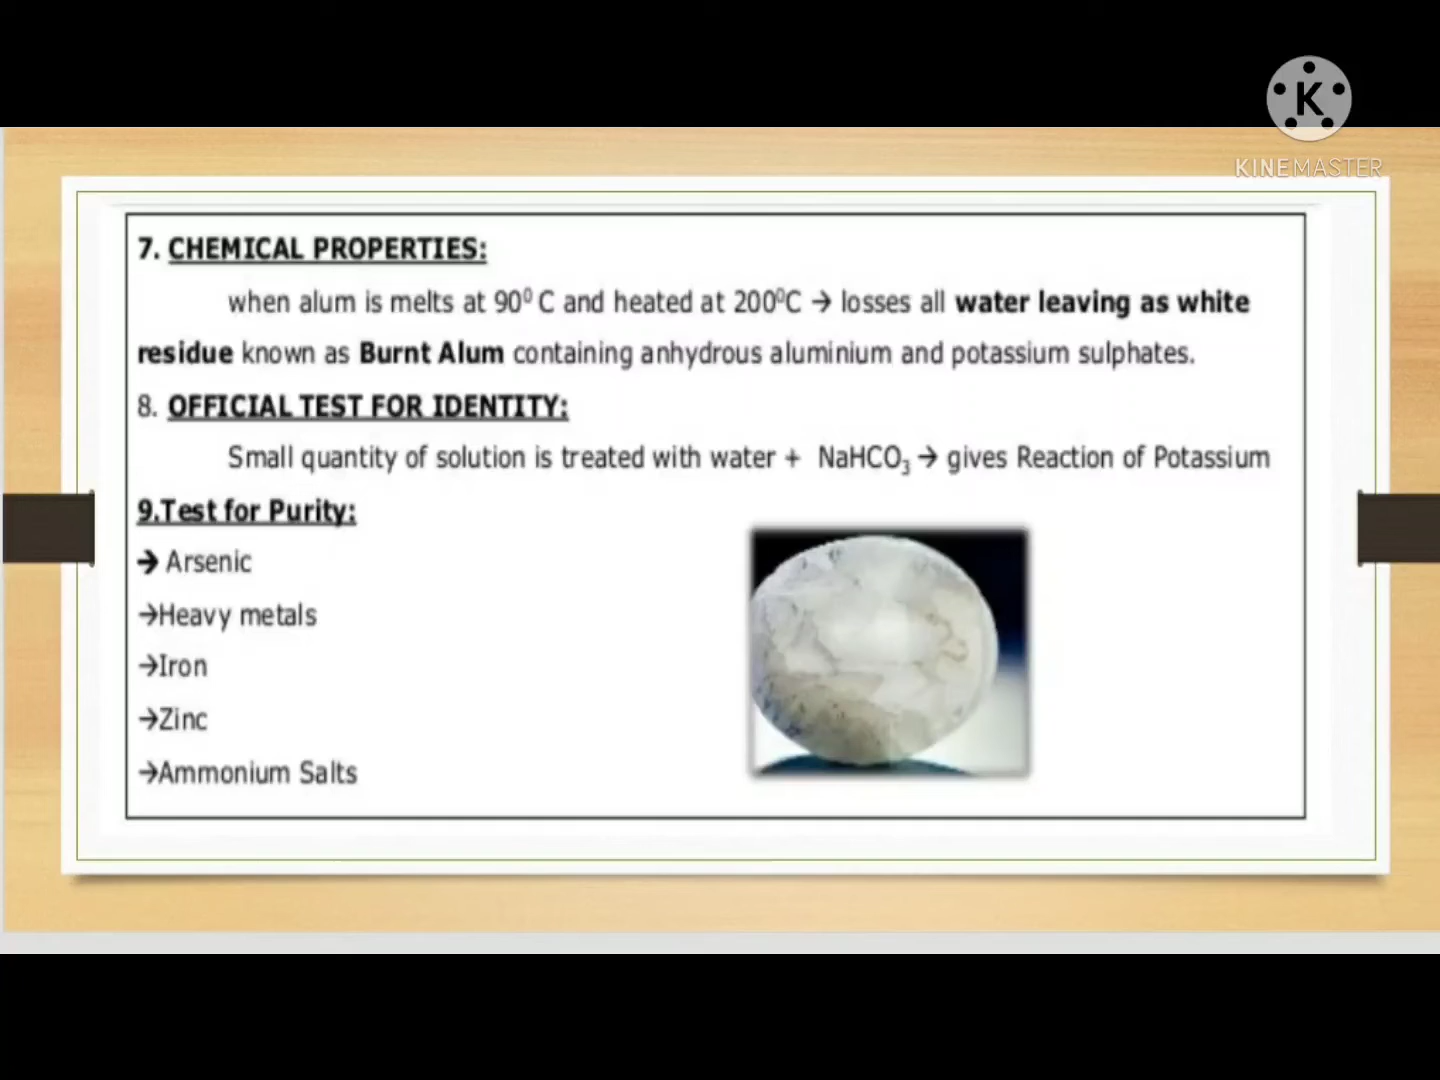 K
KINEMASTER
7. CHEMICAL PROPERTIES:
when alum is melts at 90⁰ C and heated at 200⁰C → losses all water leaving as white
residue known as Burnt Alum containing anhydrous aluminium and potassium sulphates.
8. OFFICIAL TEST FOR IDENTITY:
Small quantity of solution is treated with water + NaHCO₃ → gives Reaction of Potassium
9.Test for Purity:
→ Arsenic
→Heavy metals
→Iron
→Zinc
→Ammonium Salts